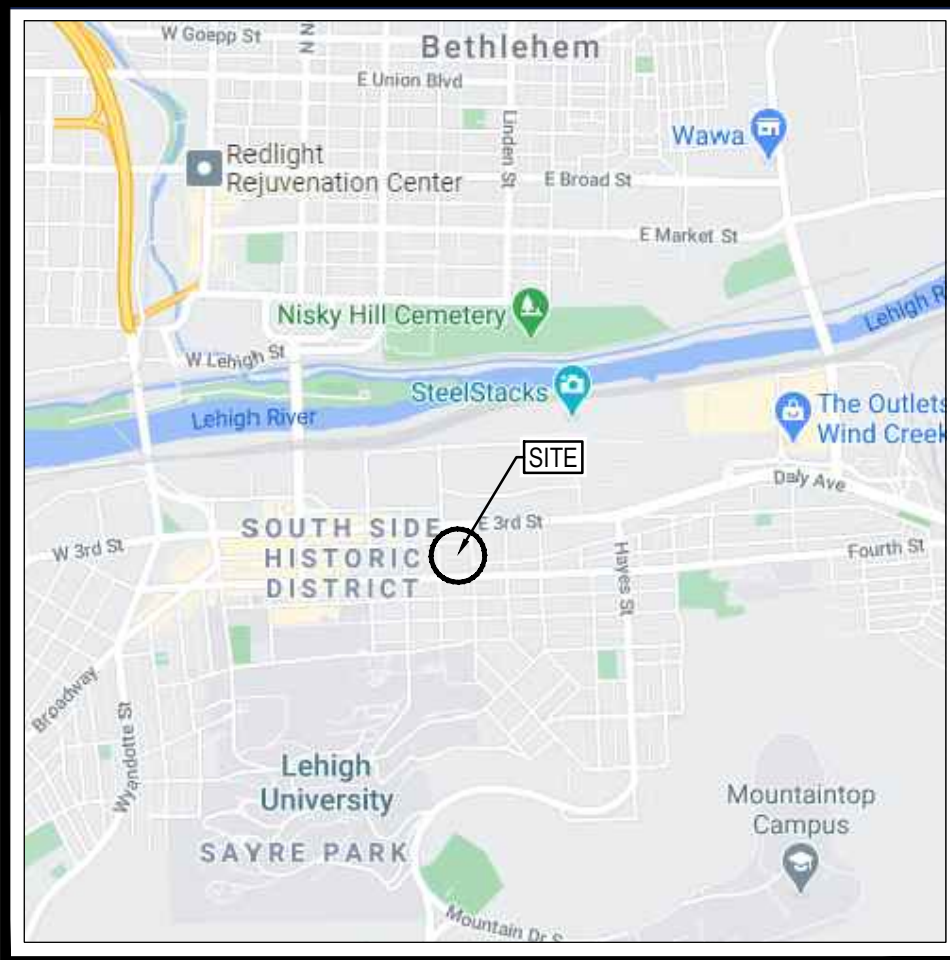 W Goepp St
N
N
Bethlehem
E Union Blvd
Linden St
Wawa
Redlight
Rejuvenation Center
E Broad St
E Market St
Nisky Hill Cemetery
Lehigh R
W Lehigh St
SteelStacks
Lehigh River
The Outlets
Wind Creek
SITE
Daly Ave
SOUTH SIDE
HISTORIC
DISTRICT
E 3rd St
W 3rd St
Hayes St
Fourth St
Broadway
Wyandotte St
Lehigh
University
Mountaintop
Campus
SAYRE PARK
Mountain Dr S